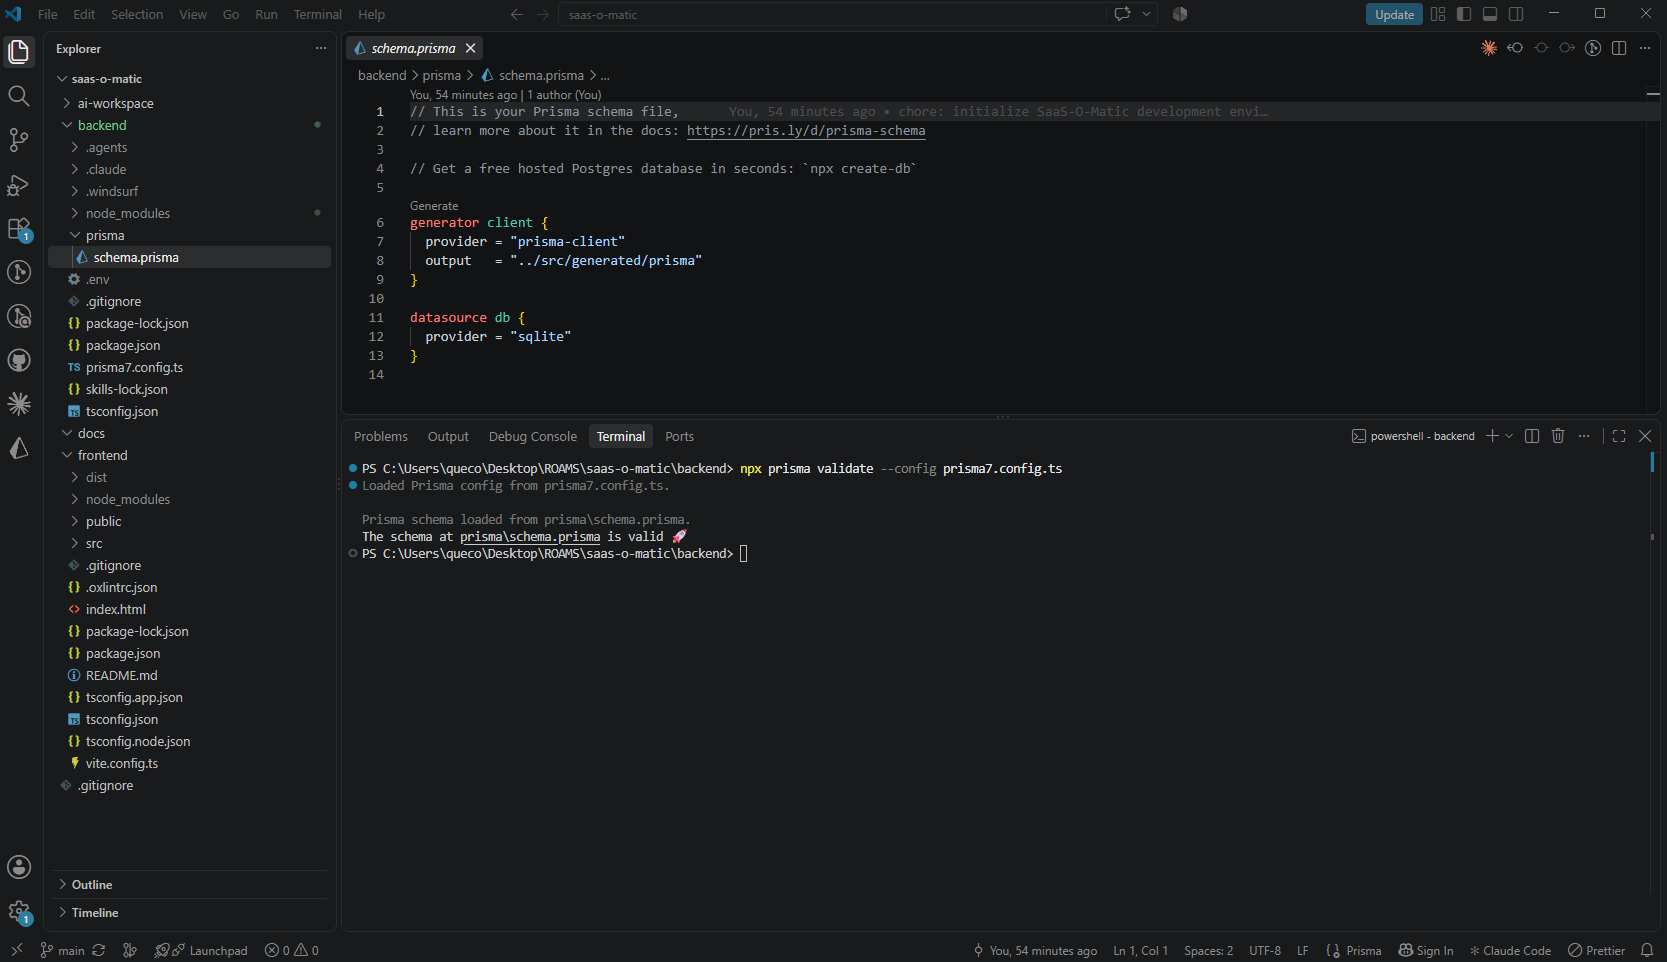 File Edit Selection View Go Run Terminal Help
saas-o-matic
Update
Explorer
saas-o-matic
ai-workspace
backend
.agents
.claude
.windsurf
node_modules
prisma
schema.prisma
.env
.gitignore
package-lock.json
package.json
TS prisma7.config.ts
skills-lock.json
tsconfig.json
docs
frontend
dist
node_modules
public
src
.gitignore
.oxlintrc.json
index.html
package-lock.json
package.json
README.md
tsconfig.app.json
tsconfig.json
tsconfig.node.json
vite.config.ts
.gitignore
Outline
Timeline
1
1
schema.prisma
backend > prisma > schema.prisma > ...
You, 54 minutes ago | 1 author (You)
1 // This is your Prisma schema file, You, 54 minutes ago • chore: initialize SaaS-O-Matic development envi…
2 // learn more about it in the docs: https://pris.ly/d/prisma-schema
3
4 // Get a free hosted Postgres database in seconds: `npx create-db`
5
Generate
6 generator client {
7 provider = "prisma-client"
8 output = "../src/generated/prisma"
9 }
10
11 datasource db {
12 provider = "sqlite"
13 }
14
Problems Output Debug Console Terminal Ports
powershell - backend
PS C:\Users\queco\Desktop\ROAMS\saas-o-matic\backend> npx prisma validate --config prisma7.config.ts
Loaded Prisma config from prisma7.config.ts.
Prisma schema loaded from prisma\schema.prisma.
The schema at prisma\schema.prisma is valid 🚀
PS C:\Users\queco\Desktop\ROAMS\saas-o-matic\backend>
main Launchpad 0 0 You, 54 minutes ago Ln 1, Col 1 Spaces: 2 UTF-8 LF Prisma Sign In Claude Code Prettier